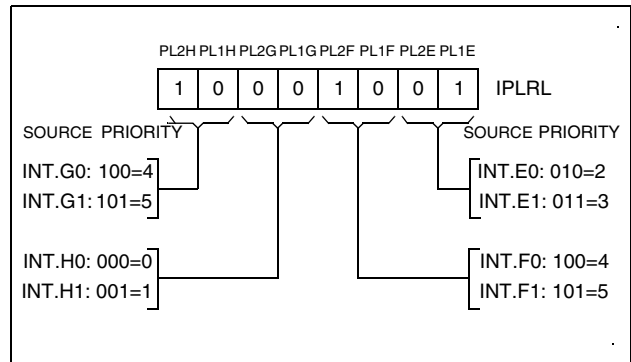 PL2H PL1H PL2G PL1G PL2F PL1F PL2E PL1E
1 0 0 0 1 0 0 1 IPLRL
SOURCE PRIORITY SOURCE PRIORITY
INT.G0: 100=4 INT.E0: 010=2
INT.G1: 101=5 INT.E1: 011=3
INT.H0: 000=0 INT.F0: 100=4
INT.H1: 001=1 INT.F1: 101=5